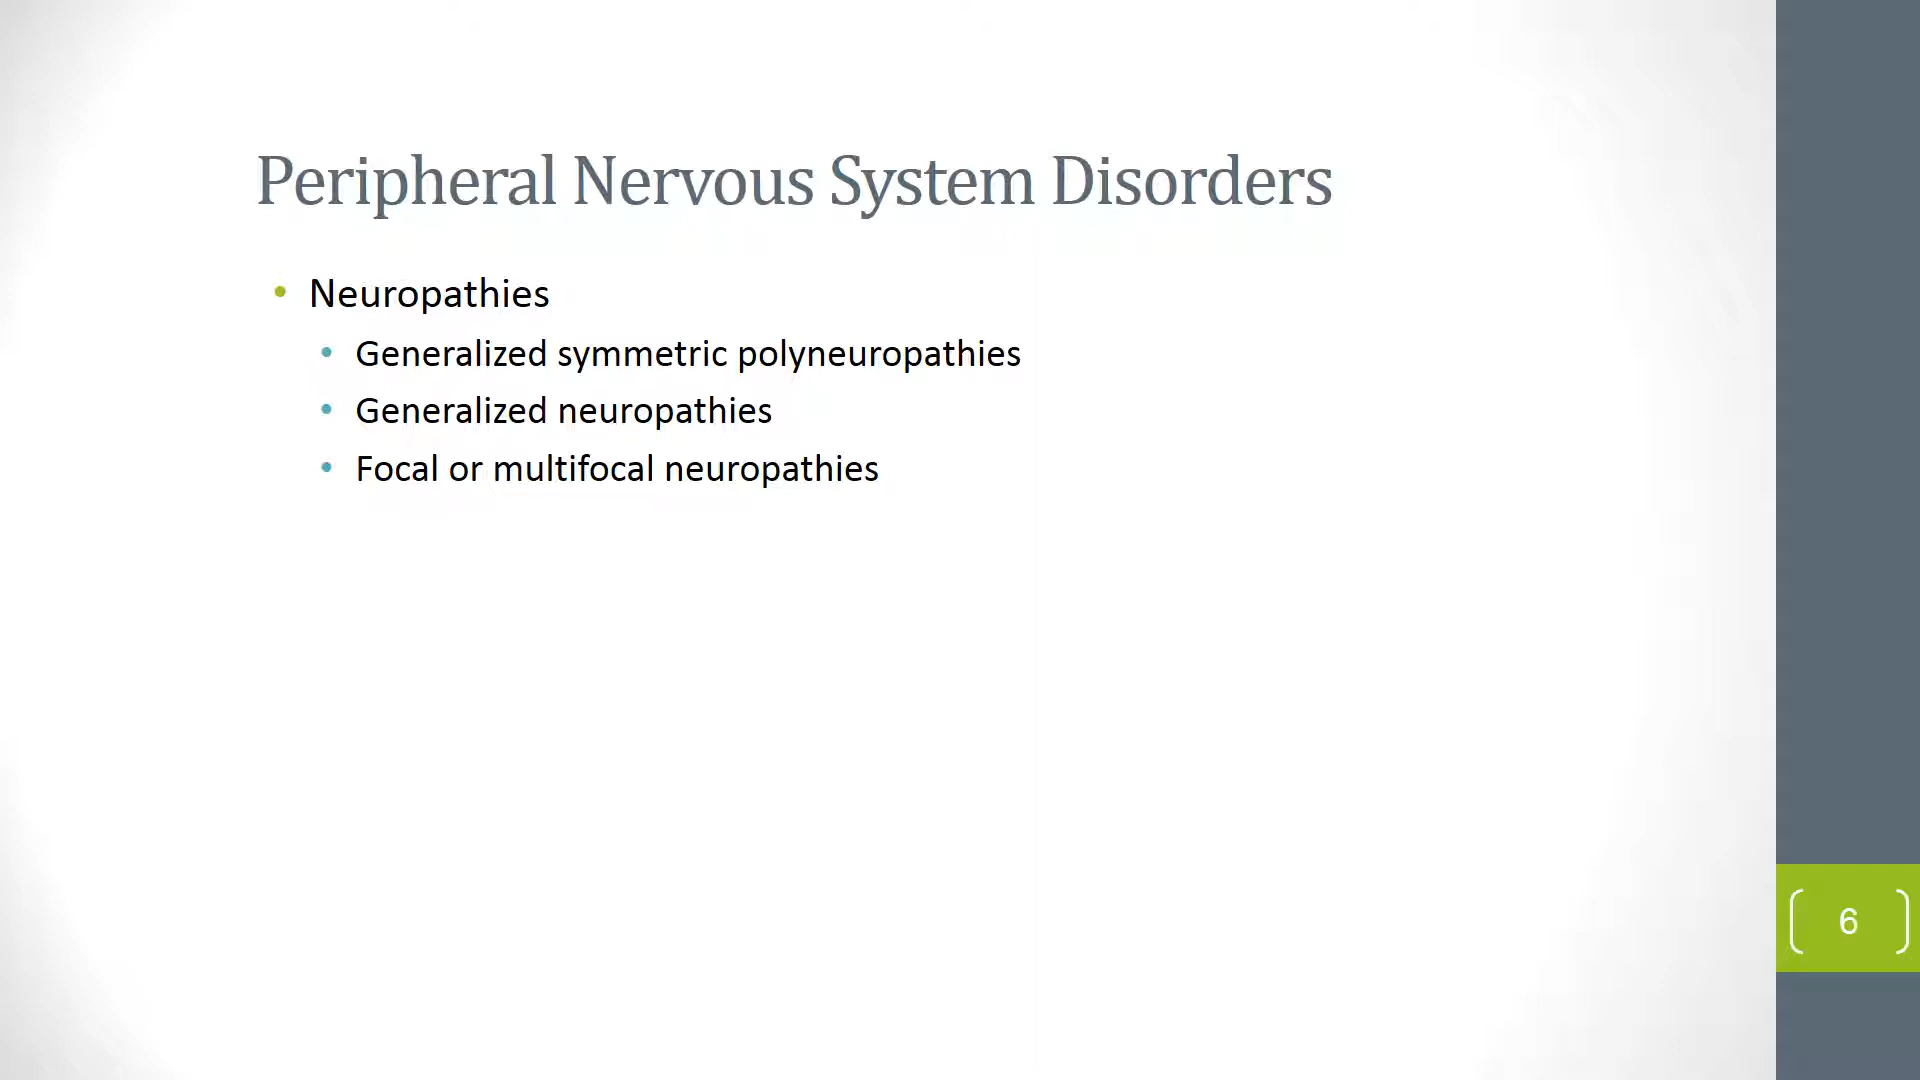 Peripheral Nervous System Disorders
• Neuropathies
• Generalized symmetric polyneuropathies
• Generalized neuropathies
• Focal or multifocal neuropathies
6